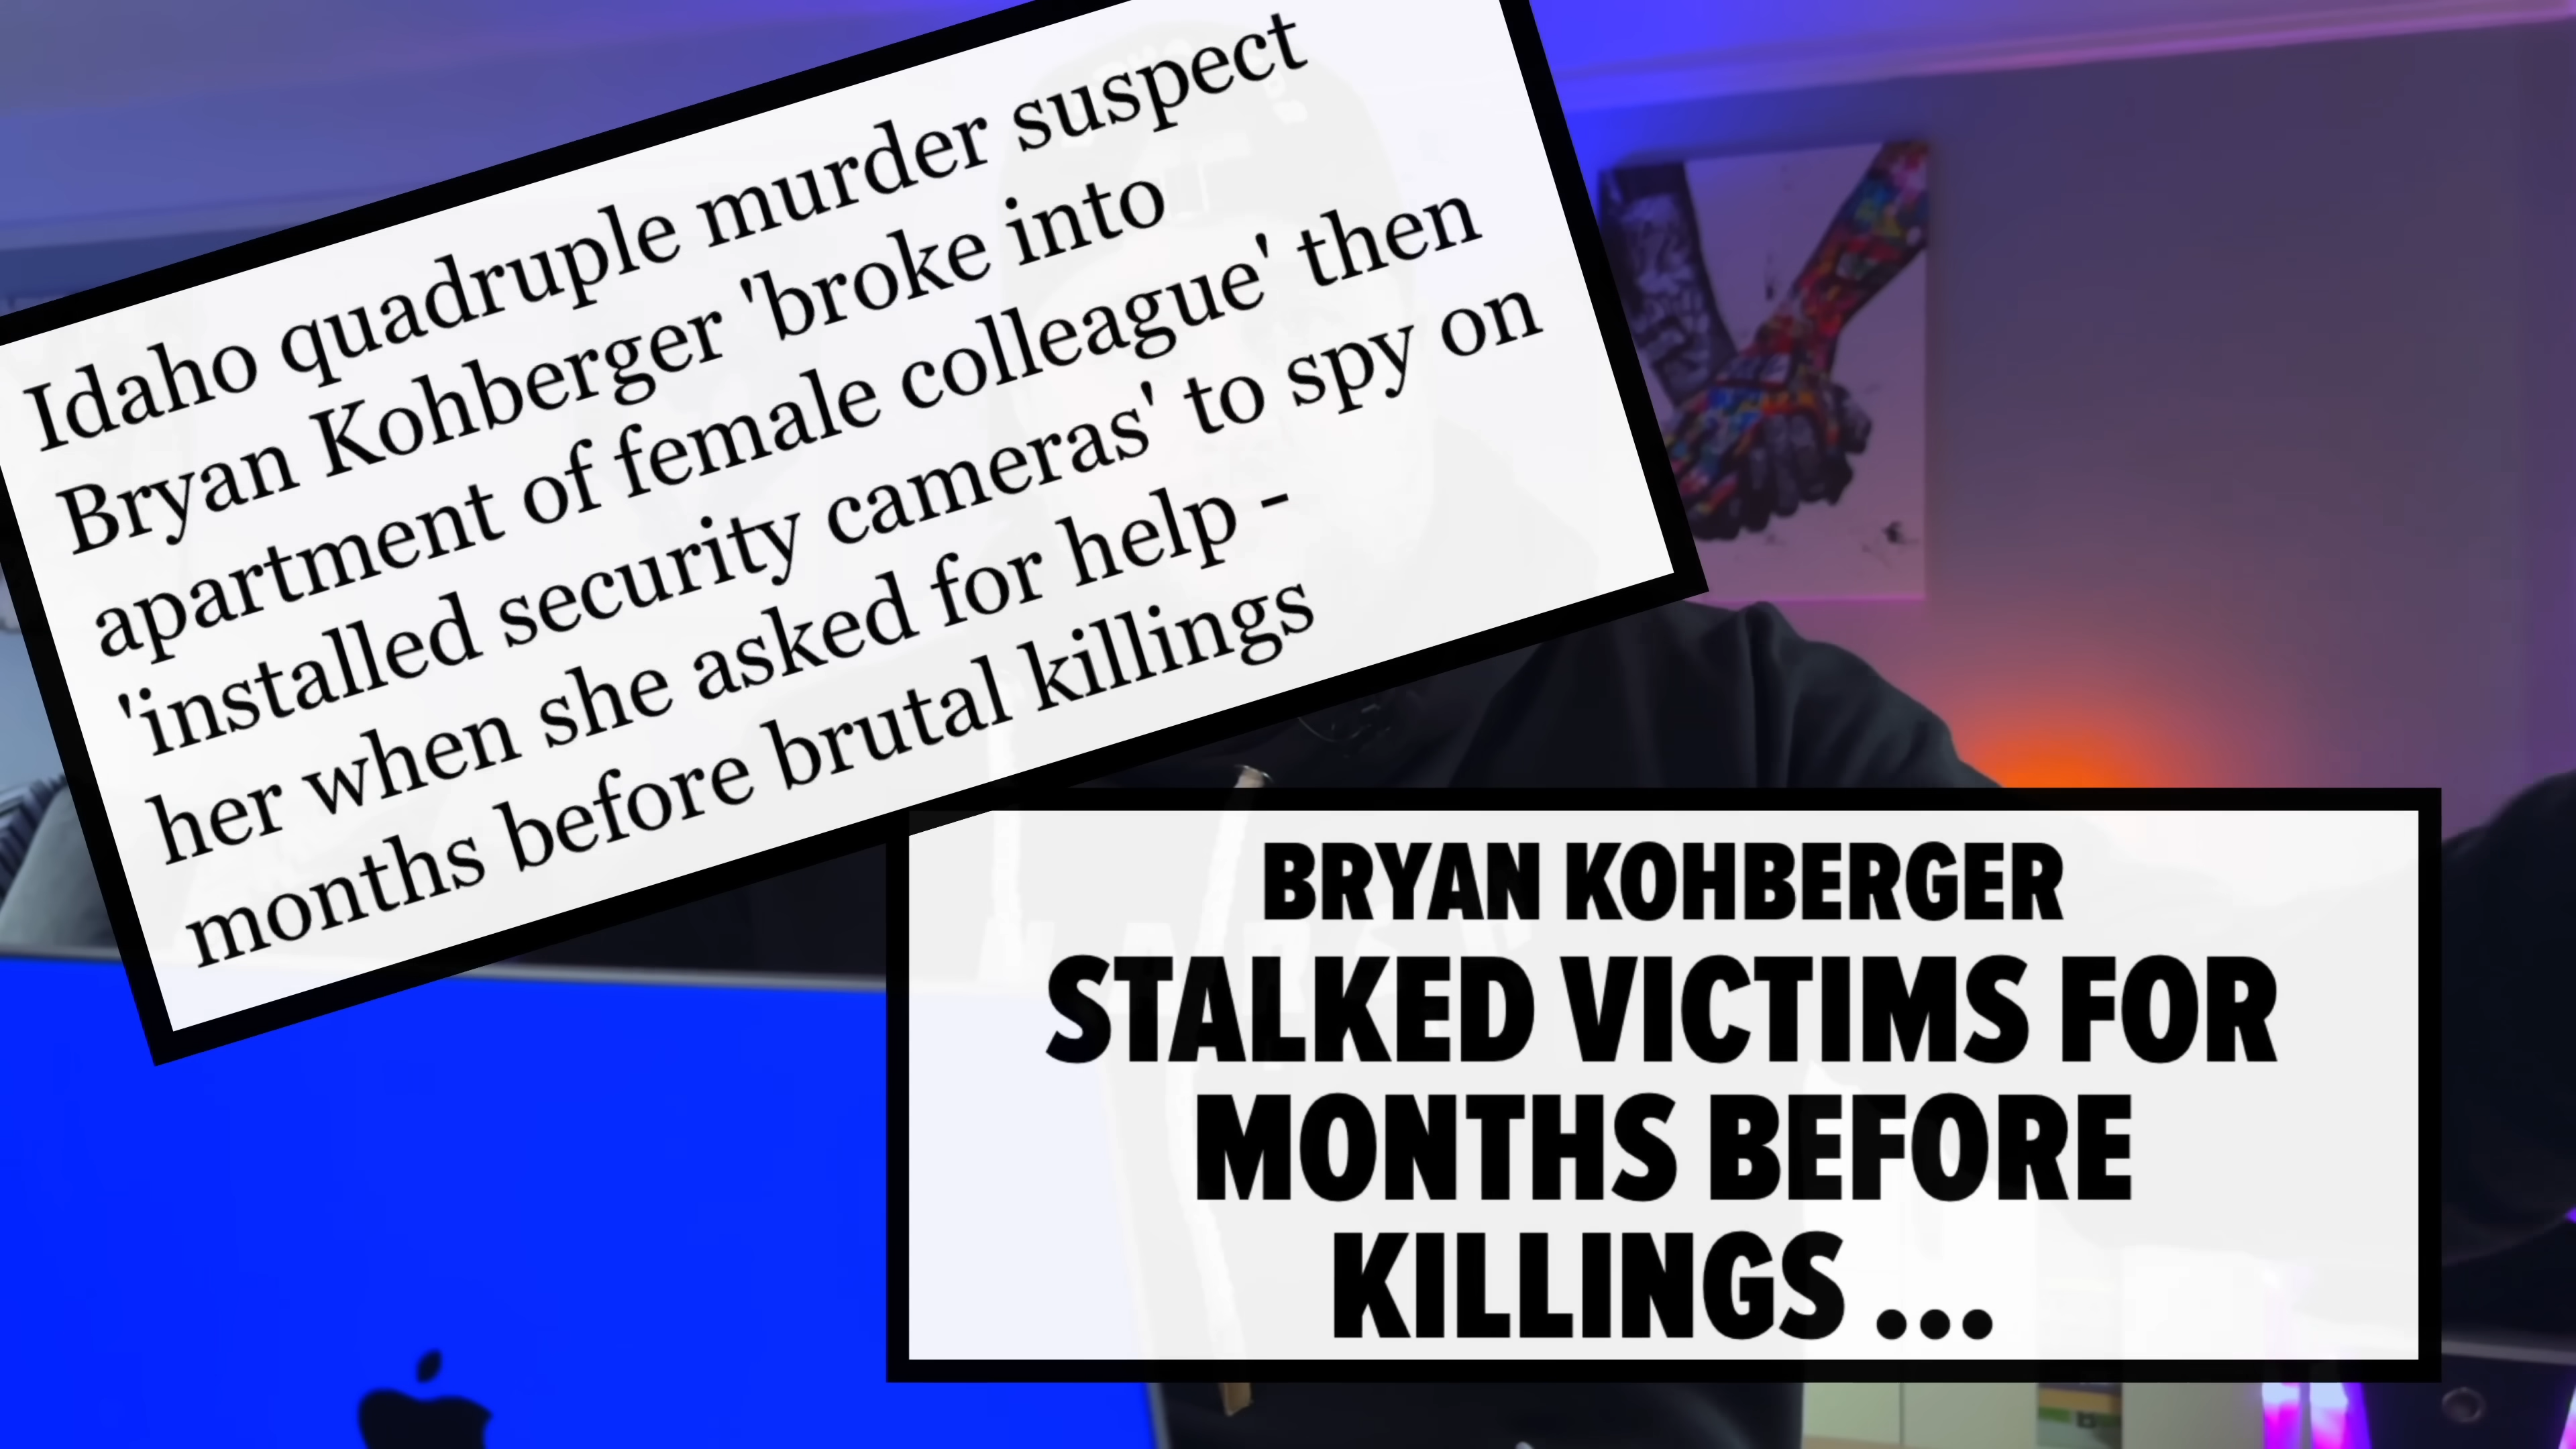 Idaho quadruple murder suspect
Bryan Kohberger 'broke into
apartment of female colleague' then
'installed security cameras' to spy on
her when she asked for help -
months before brutal killings
BRYAN KOHBERGER
STALKED VICTIMS FOR
MONTHS BEFORE
KILLINGS ...